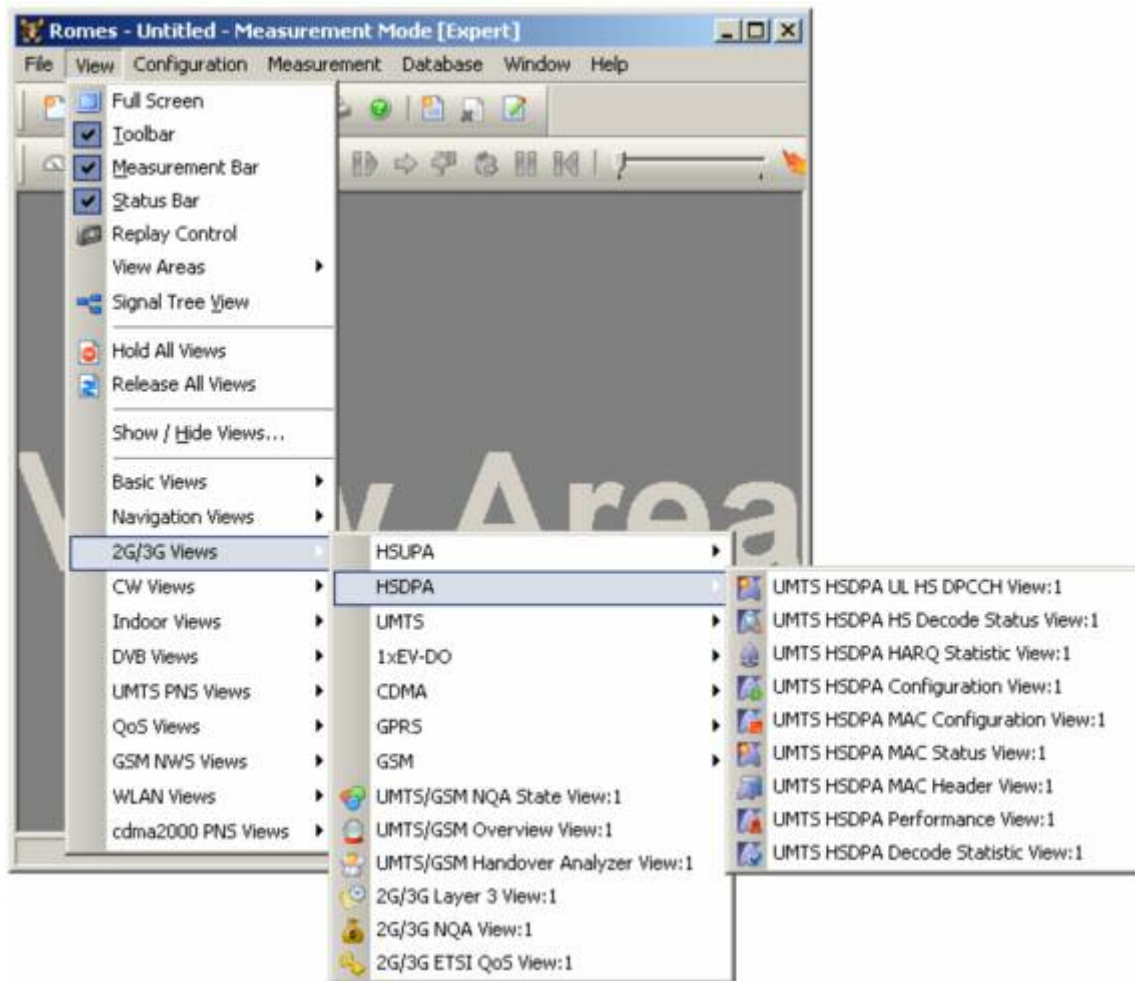 Romes - Untitled - Measurement Mode [Expert]
File View Configuration Measurement Database Window Help
Full Screen
Toolbar
Measurement Bar
Status Bar
Replay Control
View Areas
Signal Tree View
Hold All Views
Release All Views
Show / Hide Views...
Basic Views
Navigation Views
2G/3G Views
CW Views
Indoor Views
DVB Views
UMTS PNS Views
QoS Views
GSM NWS Views
WLAN Views
cdma2000 PNS Views
HSUPA
HSDPA
UMTS
1xEV-DO
CDMA
GPRS
GSM
UMTS/GSM NQA State View:1
UMTS/GSM Overview View:1
UMTS/GSM Handover Analyzer View:1
2G/3G Layer 3 View:1
2G/3G NQA View:1
2G/3G ETSI QoS View:1
UMTS HSDPA UL HS DPCCH View:1
UMTS HSDPA HS Decode Status View:1
UMTS HSDPA HARQ Statistic View:1
UMTS HSDPA Configuration View:1
UMTS HSDPA MAC Configuration View:1
UMTS HSDPA MAC Status View:1
UMTS HSDPA MAC Header View:1
UMTS HSDPA Performance View:1
UMTS HSDPA Decode Statistic View:1
Area